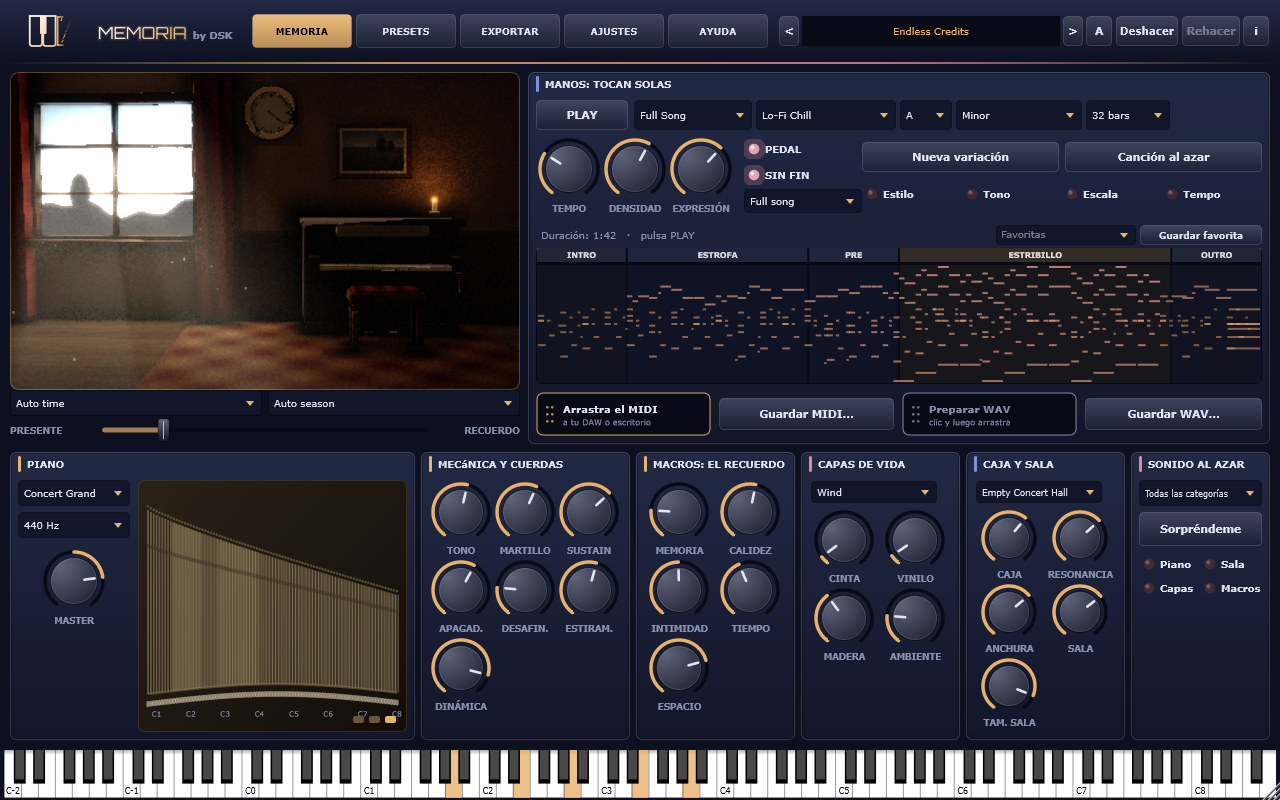 MEMORIA by DSK
MEMORIA
PRESETS
EXPORTAR
AJUSTES
AYUDA
<
Endless Credits
>
A
Deshacer
Rehacer
i
MANOS: TOCAN SOLAS
PLAY
Full Song
Lo-Fi Chill
A
Minor
32 bars
PEDAL
SIN FIN
Full song
Nueva variación
Canción al azar
Estilo
Tono
Escala
Tempo
TEMPO
DENSIDAD
EXPRESIÓN
Duración: 1:42 · pulsa PLAY
Favoritas
Guardar favorita
INTRO
ESTROFA
PRE
ESTRIBILLO
OUTRO
Arrastra el MIDI
a tu DAW o escritorio
Guardar MIDI...
Preparar WAV
clic y luego arrastra
Guardar WAV...
Auto time
Auto season
PRESENTE
RECUERDO
PIANO
Concert Grand
440 Hz
MASTER
C1 C2 C3 C4 C5 C6 C7 C8
MECáNICA Y CUERDAS
TONO
MARTILLO
SUSTAIN
APAGAD.
DESAFIN.
ESTIRAM.
DINÁMICA
MACROS: EL RECUERDO
MEMORIA
CALIDEZ
INTIMIDAD
TIEMPO
ESPACIO
CAPAS DE VIDA
Wind
CINTA
VINILO
MADERA
AMBIENTE
CAJA Y SALA
Empty Concert Hall
CAJA
RESONANCIA
ANCHURA
SALA
TAM. SALA
SONIDO AL AZAR
Todas las categorías
Sorpréndeme
Piano
Sala
Capas
Macros
C-2 C-1 C0 C1 C2 C3 C4 C5 C6 C7 C8